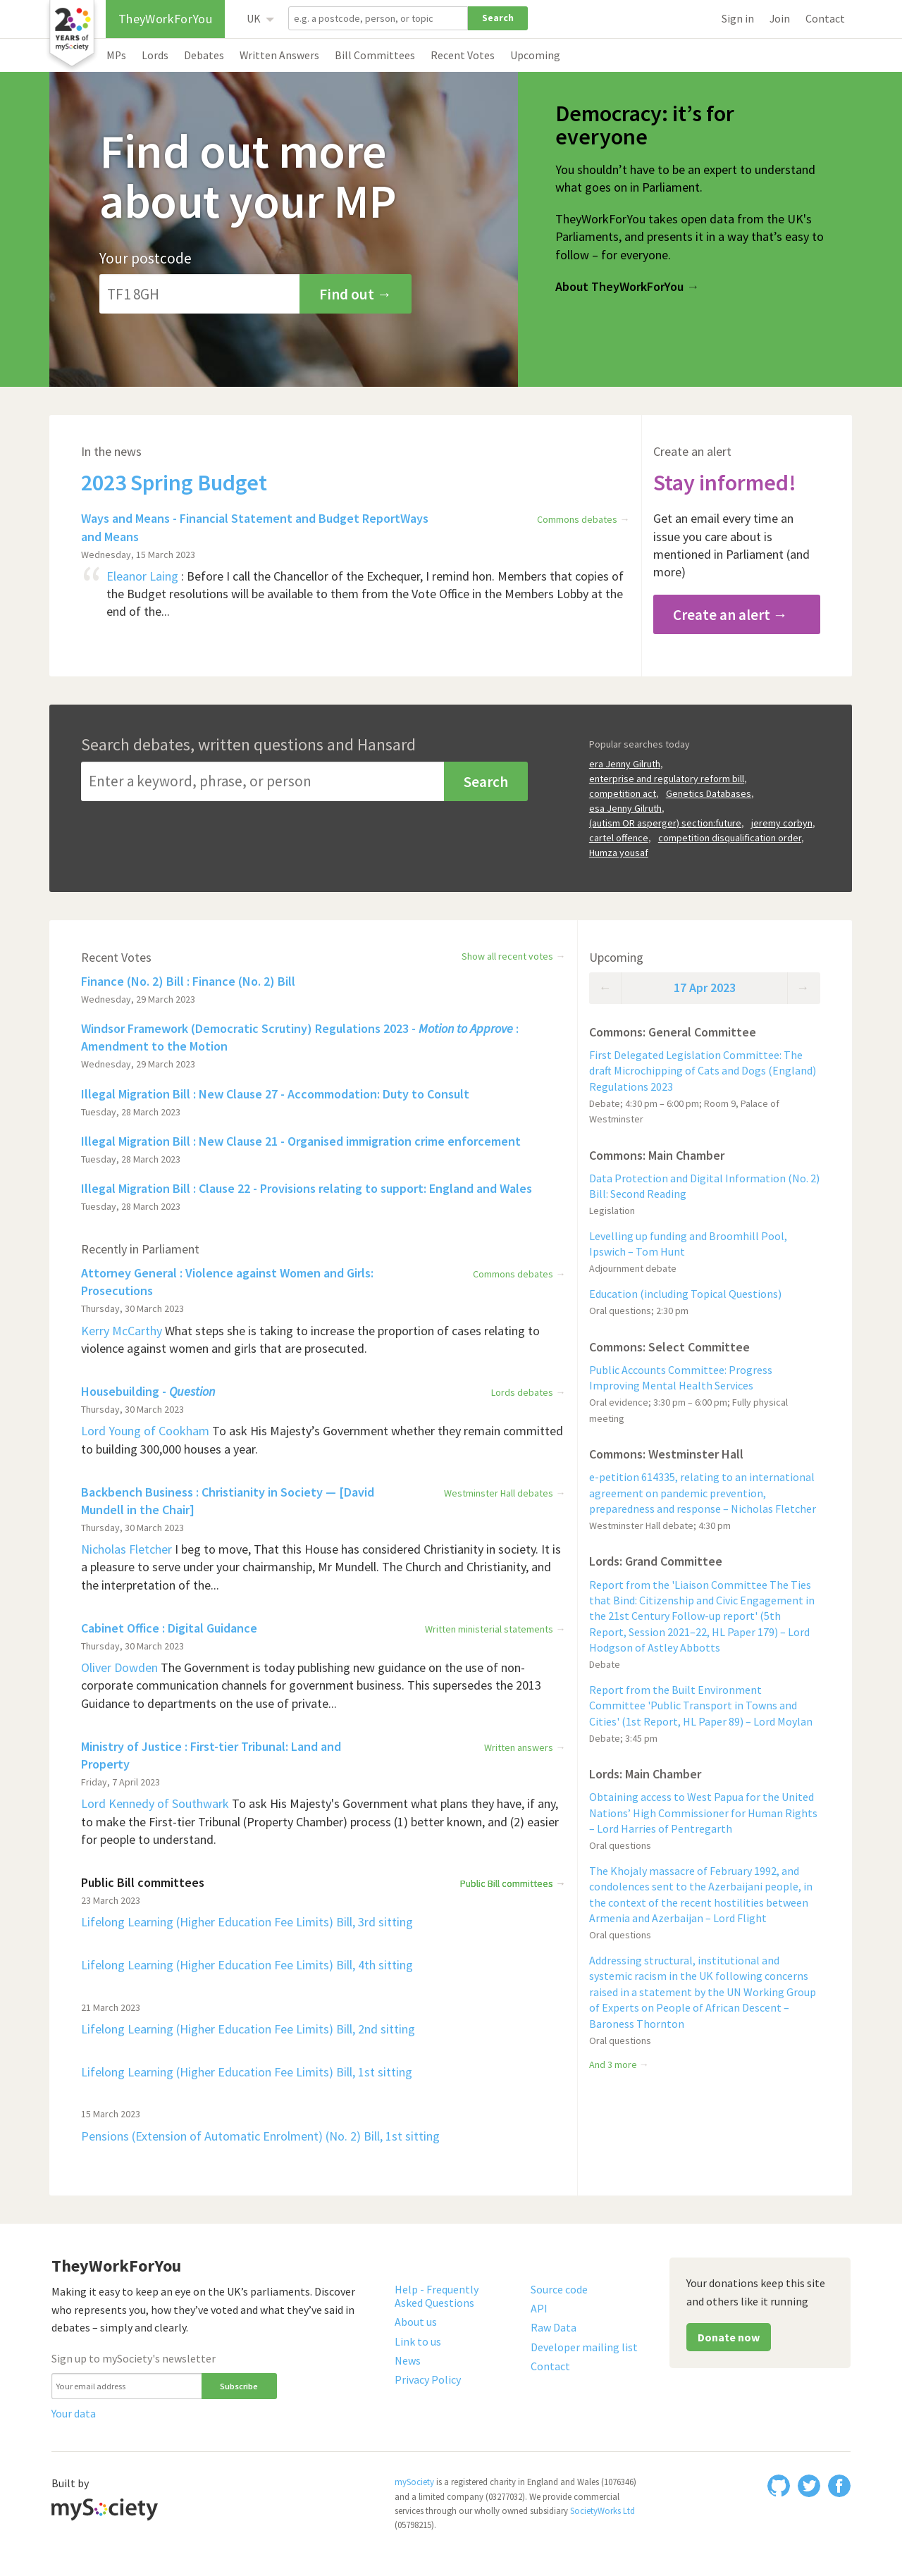 20
YEARS of
mySociety
TheyWorkForYou
UK
e.g. a postcode, person, or topic
Search
Sign in
Join
Contact
MPs
Lords
Debates
Written Answers
Bill Committees
Recent Votes
Upcoming
Find out more
about your MP
Your postcode
TF1 8GH
Find out →
Democracy: it’s for
everyone
You shouldn’t have to be an expert to understand
what goes on in Parliament.
TheyWorkForYou takes open data from the UK's
Parliaments, and presents it in a way that’s easy to
follow – for everyone.
About TheyWorkForYou →
In the news
2023 Spring Budget
Ways and Means - Financial Statement and Budget ReportWays
and Means
Commons debates →
Wednesday, 15 March 2023
“
Eleanor Laing : Before I call the Chancellor of the Exchequer, I remind hon. Members that copies of
the Budget resolutions will be available to them from the Vote Office in the Members Lobby at the
end of the...
Create an alert
Stay informed!
Get an email every time an
issue you care about is
mentioned in Parliament (and
more)
Create an alert →
Search debates, written questions and Hansard
Enter a keyword, phrase, or person
Search
Popular searches today
era Jenny Gilruth,
enterprise and regulatory reform bill,
competition act, Genetics Databases,
esa Jenny Gilruth,
(autism OR asperger) section:future, jeremy corbyn,
cartel offence, competition disqualification order,
Humza yousaf
Recent Votes
Show all recent votes →
Finance (No. 2) Bill : Finance (No. 2) Bill
Wednesday, 29 March 2023
Windsor Framework (Democratic Scrutiny) Regulations 2023 - Motion to Approve :
Amendment to the Motion
Wednesday, 29 March 2023
Illegal Migration Bill : New Clause 27 - Accommodation: Duty to Consult
Tuesday, 28 March 2023
Illegal Migration Bill : New Clause 21 - Organised immigration crime enforcement
Tuesday, 28 March 2023
Illegal Migration Bill : Clause 22 - Provisions relating to support: England and Wales
Tuesday, 28 March 2023
Recently in Parliament
Attorney General : Violence against Women and Girls:
Prosecutions
Commons debates →
Thursday, 30 March 2023
Kerry McCarthy What steps she is taking to increase the proportion of cases relating to
violence against women and girls that are prosecuted.
Housebuilding - Question
Lords debates →
Thursday, 30 March 2023
Lord Young of Cookham To ask His Majesty’s Government whether they remain committed
to building 300,000 houses a year.
Backbench Business : Christianity in Society — [David
Mundell in the Chair]
Westminster Hall debates →
Thursday, 30 March 2023
Nicholas Fletcher I beg to move, That this House has considered Christianity in society. It is
a pleasure to serve under your chairmanship, Mr Mundell. The Church and Christianity, and
the interpretation of the...
Cabinet Office : Digital Guidance
Written ministerial statements →
Thursday, 30 March 2023
Oliver Dowden The Government is today publishing new guidance on the use of non-
corporate communication channels for government business. This supersedes the 2013
Guidance to departments on the use of private...
Ministry of Justice : First-tier Tribunal: Land and
Property
Written answers →
Friday, 7 April 2023
Lord Kennedy of Southwark To ask His Majesty's Government what plans they have, if any,
to make the First-tier Tribunal (Property Chamber) process (1) better known, and (2) easier
for people to understand.
Public Bill committees
Public Bill committees →
23 March 2023
Lifelong Learning (Higher Education Fee Limits) Bill, 3rd sitting
Lifelong Learning (Higher Education Fee Limits) Bill, 4th sitting
21 March 2023
Lifelong Learning (Higher Education Fee Limits) Bill, 2nd sitting
Lifelong Learning (Higher Education Fee Limits) Bill, 1st sitting
15 March 2023
Pensions (Extension of Automatic Enrolment) (No. 2) Bill, 1st sitting
Upcoming
← 17 Apr 2023 →
Commons: General Committee
First Delegated Legislation Committee: The
draft Microchipping of Cats and Dogs (England)
Regulations 2023
Debate; 4:30 pm – 6:00 pm; Room 9, Palace of
Westminster
Commons: Main Chamber
Data Protection and Digital Information (No. 2)
Bill: Second Reading
Legislation
Levelling up funding and Broomhill Pool,
Ipswich – Tom Hunt
Adjournment debate
Education (including Topical Questions)
Oral questions; 2:30 pm
Commons: Select Committee
Public Accounts Committee: Progress
Improving Mental Health Services
Oral evidence; 3:30 pm – 6:00 pm; Fully physical
meeting
Commons: Westminster Hall
e-petition 614335, relating to an international
agreement on pandemic prevention,
preparedness and response – Nicholas Fletcher
Westminster Hall debate; 4:30 pm
Lords: Grand Committee
Report from the 'Liaison Committee The Ties
that Bind: Citizenship and Civic Engagement in
the 21st Century Follow-up report' (5th
Report, Session 2021–22, HL Paper 179) – Lord
Hodgson of Astley Abbotts
Debate
Report from the Built Environment
Committee 'Public Transport in Towns and
Cities' (1st Report, HL Paper 89) – Lord Moylan
Debate; 3:45 pm
Lords: Main Chamber
Obtaining access to West Papua for the United
Nations’ High Commissioner for Human Rights
– Lord Harries of Pentregarth
Oral questions
The Khojaly massacre of February 1992, and
condolences sent to the Azerbaijani people, in
the context of the recent hostilities between
Armenia and Azerbaijan – Lord Flight
Oral questions
Addressing structural, institutional and
systemic racism in the UK following concerns
raised in a statement by the UN Working Group
of Experts on People of African Descent –
Baroness Thornton
Oral questions
And 3 more →
TheyWorkForYou
Making it easy to keep an eye on the UK’s parliaments. Discover
who represents you, how they’ve voted and what they’ve said in
debates – simply and clearly.
Sign up to mySociety's newsletter
Your email address
Subscribe
Your data
Help - Frequently
Asked Questions
About us
Link to us
News
Privacy Policy
Source code
API
Raw Data
Developer mailing list
Contact
Your donations keep this site
and others like it running
Donate now
Built by
mySociety
mySociety is a registered charity in England and Wales (1076346)
and a limited company (03277032). We provide commercial
services through our wholly owned subsidiary SocietyWorks Ltd
(05798215).